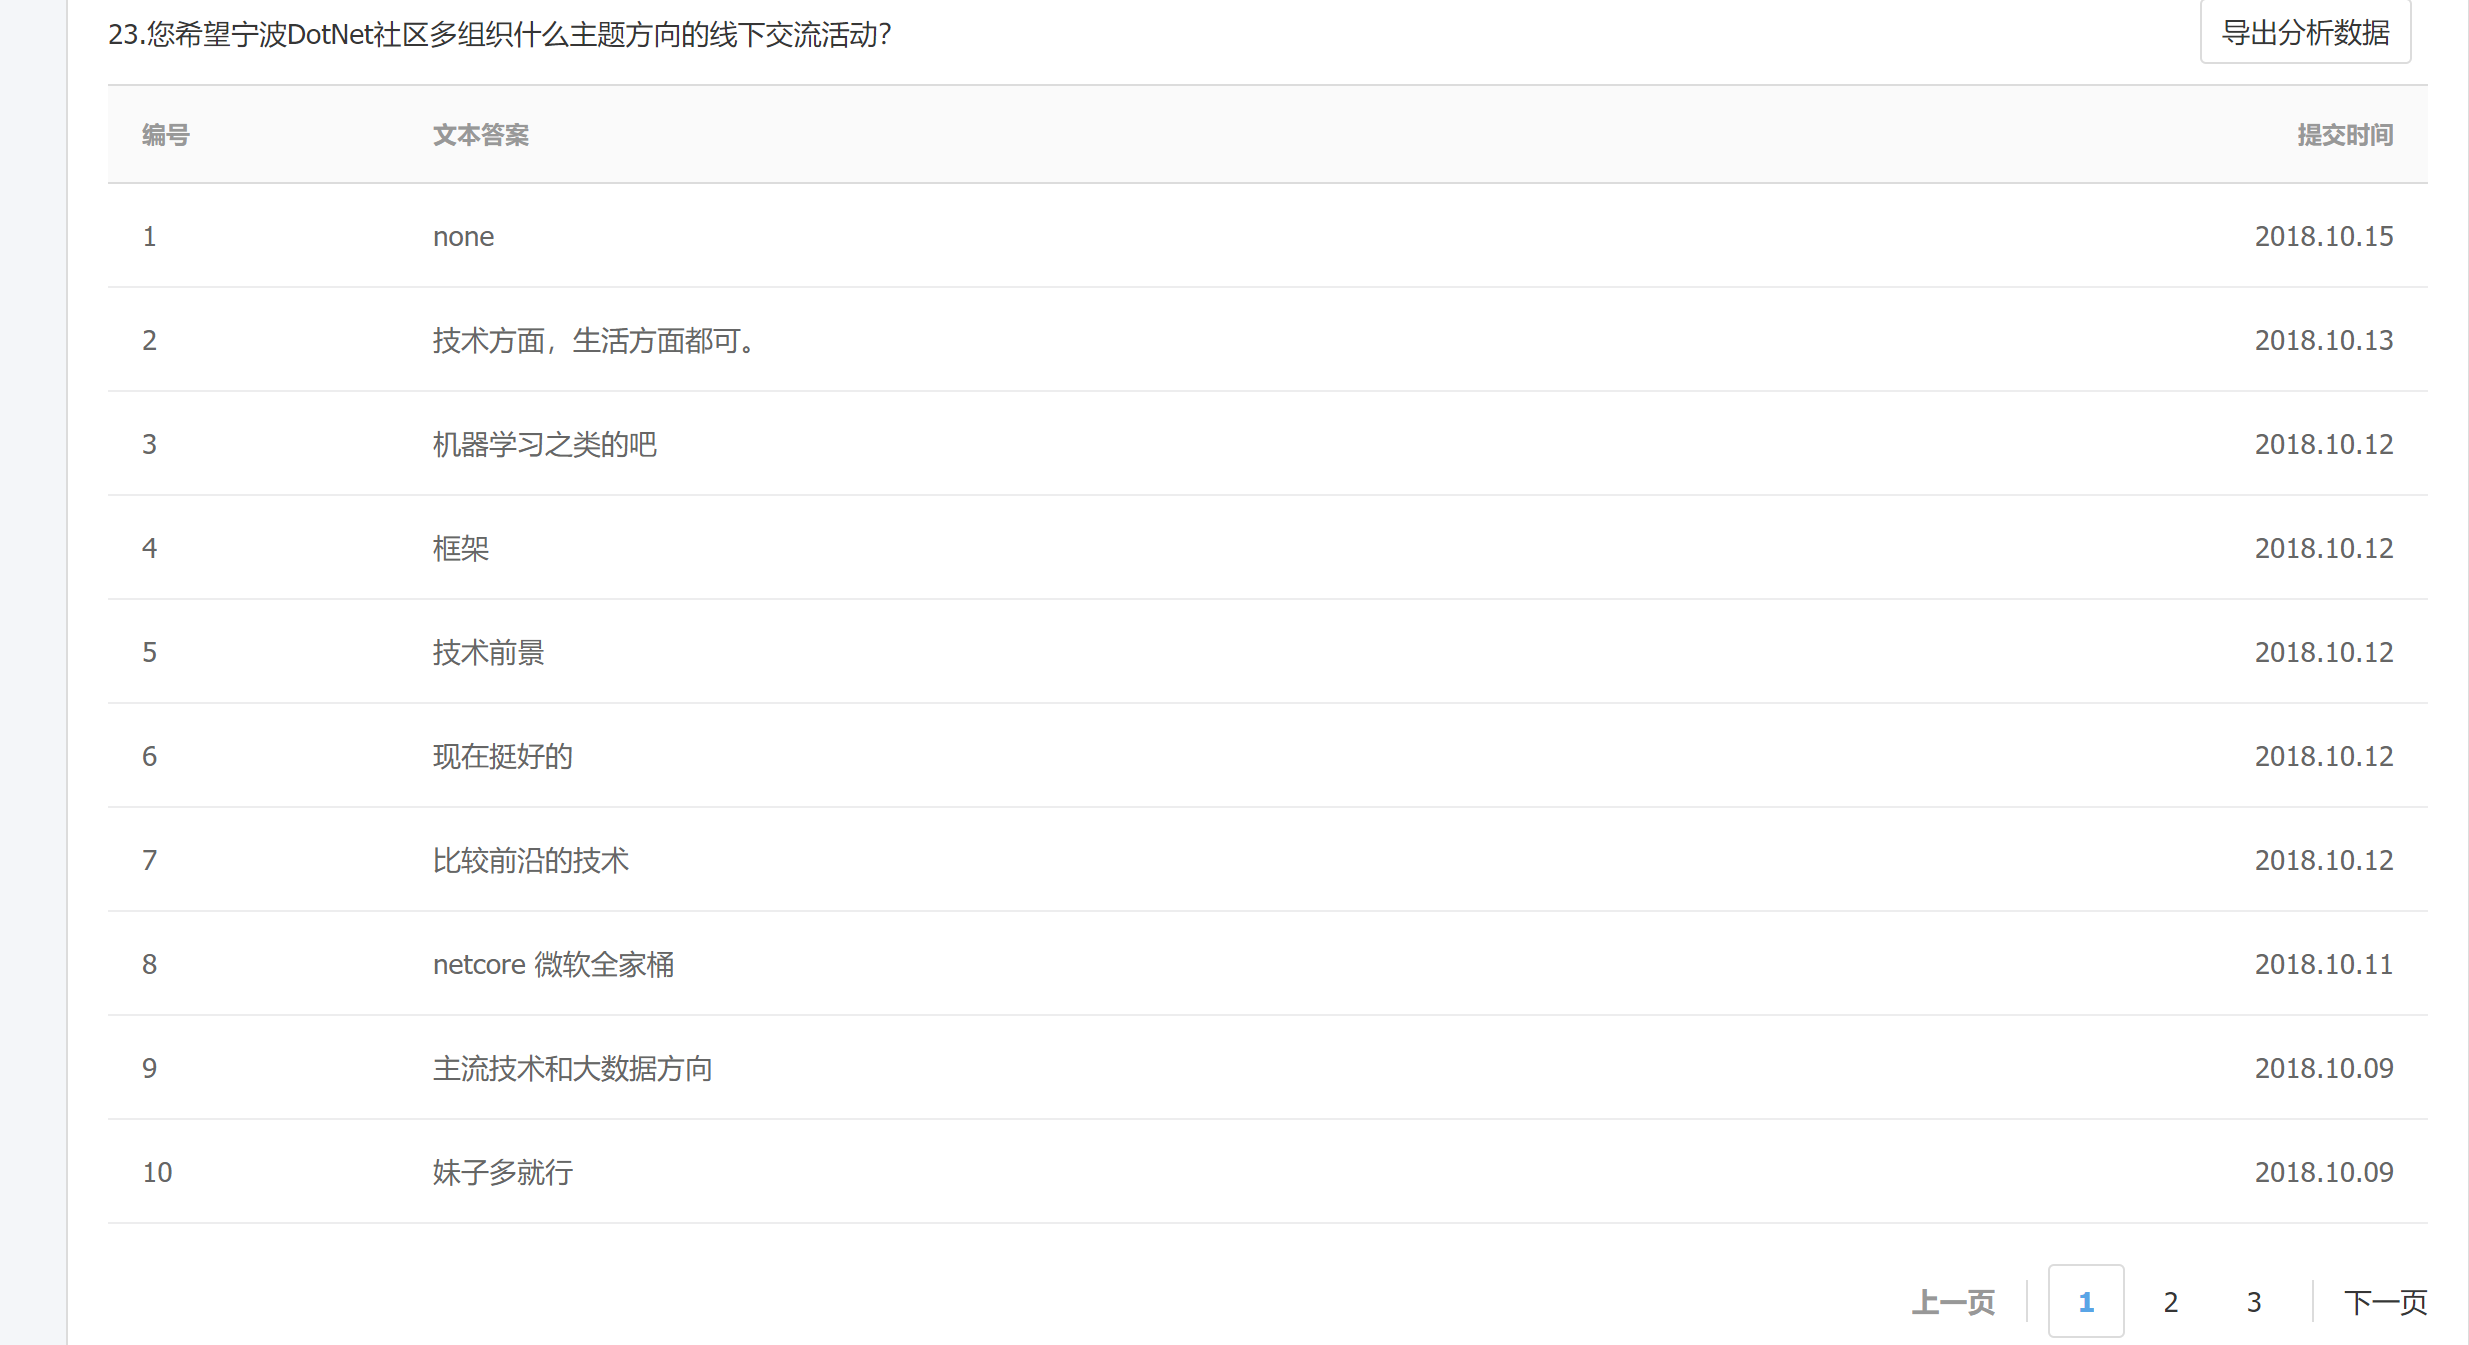 23.您希望宁波DotNet社区多组织什么主题方向的线下交流活动?
导出分析数据
编号 文本答案 提交时间
1 none 2018.10.15
2 技术方面，生活方面都可。 2018.10.13
3 机器学习之类的吧 2018.10.12
4 框架 2018.10.12
5 技术前景 2018.10.12
6 现在挺好的 2018.10.12
7 比较前沿的技术 2018.10.12
8 netcore 微软全家桶 2018.10.11
9 主流技术和大数据方向 2018.10.09
10 妹子多就行 2018.10.09
上一页 1 2 3 下一页